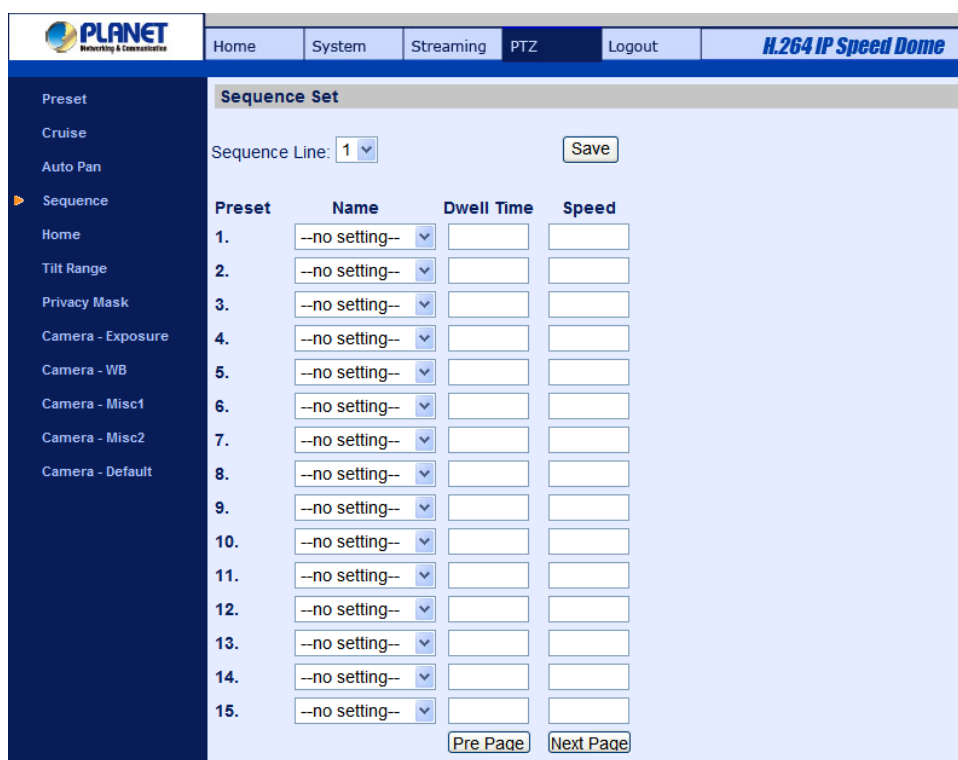 PLANET
Networking & Communication
Home System Streaming PTZ Logout H.264 IP Speed Dome
Preset
Cruise
Auto Pan
Sequence
Home
Tilt Range
Privacy Mask
Camera - Exposure
Camera - WB
Camera - Misc1
Camera - Misc2
Camera - Default
Sequence Set
Sequence Line: 1 Save
Preset Name Dwell Time Speed
1. --no setting--
2. --no setting--
3. --no setting--
4. --no setting--
5. --no setting--
6. --no setting--
7. --no setting--
8. --no setting--
9. --no setting--
10. --no setting--
11. --no setting--
12. --no setting--
13. --no setting--
14. --no setting--
15. --no setting--
Pre Page Next Page